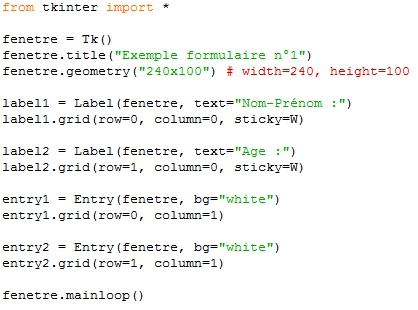 from tkinter import *
fenetre = Tk()
fenetre.title("Exemple formulaire n°1")
fenetre.geometry("240x100") # width=240, height=100
label1 = Label(fenetre, text="Nom-Prénom :")
label1.grid(row=0, column=0, sticky=W)
label2 = Label(fenetre, text="Age :")
label2.grid(row=1, column=0, sticky=W)
entry1 = Entry(fenetre, bg="white")
entry1.grid(row=0, column=1)
entry2 = Entry(fenetre, bg="white")
entry2.grid(row=1, column=1)
fenetre.mainloop()